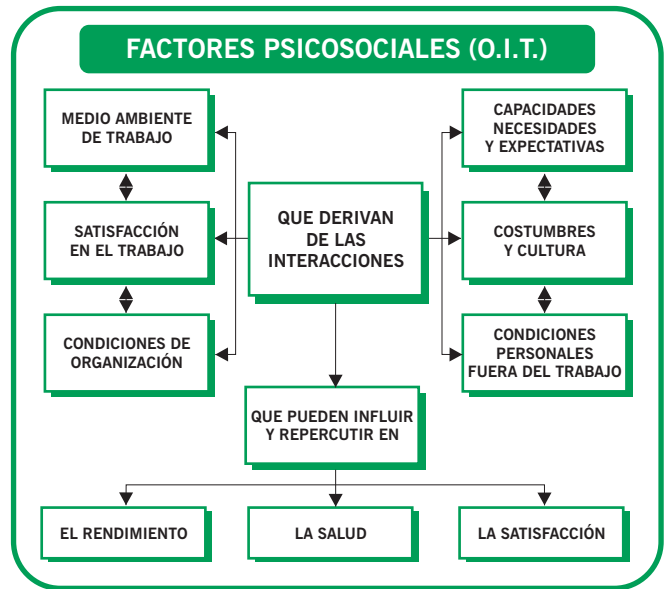 FACTORES PSICOSOCIALES (O.I.T.)
MEDIO AMBIENTE
DE TRABAJO
SATISFACCIÓN
EN EL TRABAJO
CONDICIONES DE
ORGANIZACIÓN
QUE DERIVAN
DE LAS
INTERACCIONES
CAPACIDADES
NECESIDADES
Y EXPECTATIVAS
COSTUMBRES
Y CULTURA
CONDICIONES
PERSONALES
FUERA DEL TRABAJO
QUE PUEDEN INFLUIR
Y REPERCUTIR EN
EL RENDIMIENTO
LA SALUD
LA SATISFACCIÓN